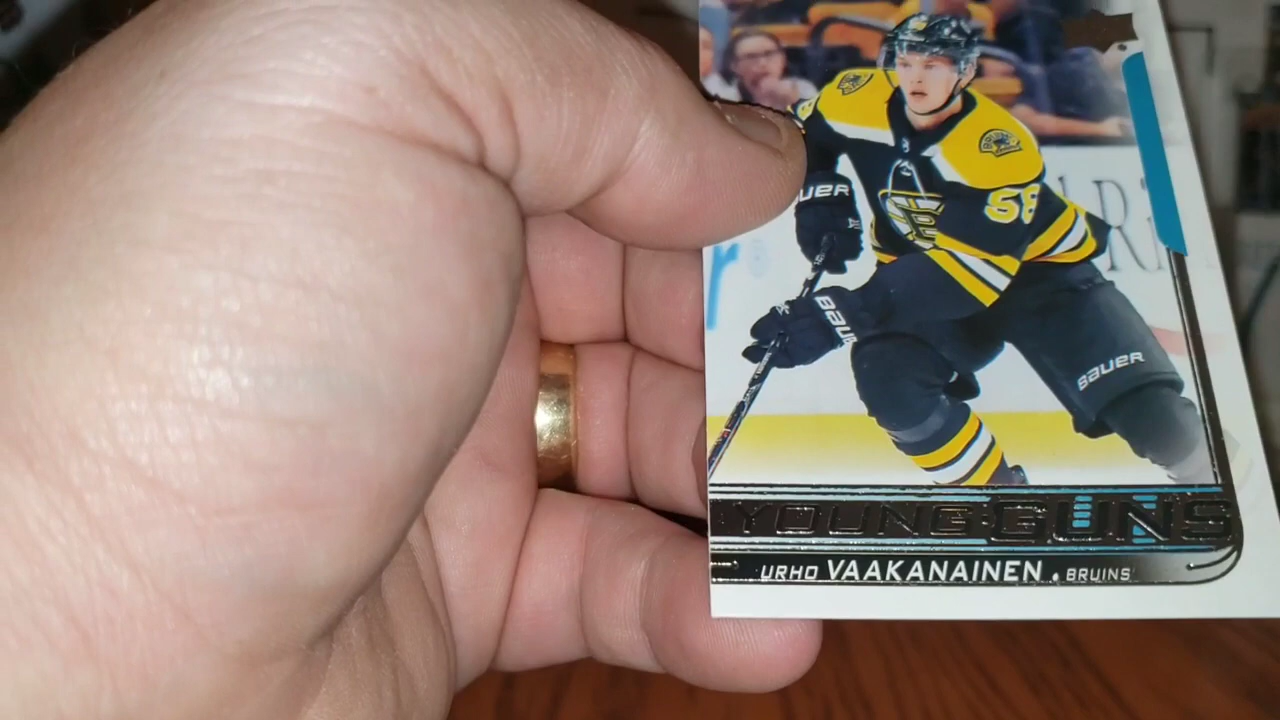 BAUER
58
BAUER
BAUER
YOUNG GUNS
URHO VAAKANAINEN . BRUINS